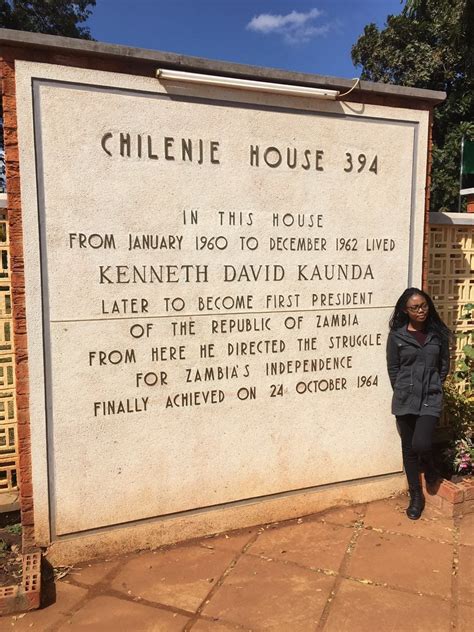 CHILENJE HOUSE 394
IN THIS HOUSE
FROM JANUARY 1960 TO DECEMBER 1962 LIVED
KENNETH DAVID KAUNDA
LATER TO BECOME FIRST PRESIDENT
OF THE REPUBLIC OF ZAMBIA
FROM HERE HE DIRECTED THE STRUGGLE
FOR ZAMBIA'S INDEPENDENCE
FINALLY ACHIEVED ON 24 OCTOBER 1964